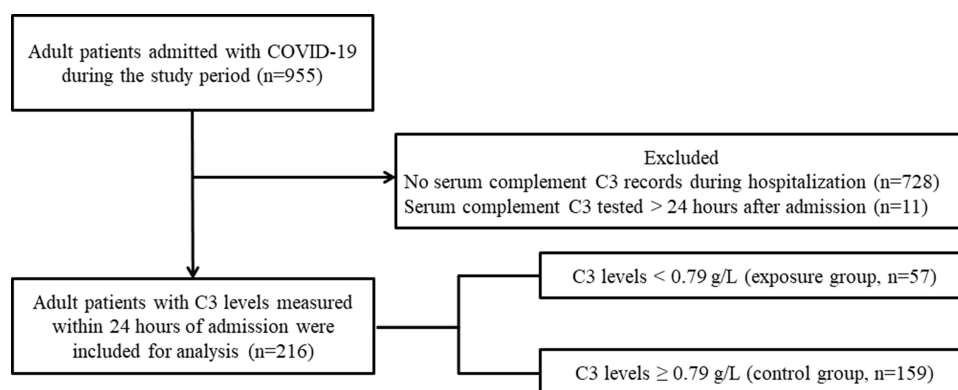 Adult patients admitted with COVID-19
during the study period (n=955)
Excluded
No serum complement C3 records during hospitalization (n=728)
Serum complement C3 tested > 24 hours after admission (n=11)
Adult patients with C3 levels measured
within 24 hours of admission were
included for analysis (n=216)
C3 levels < 0.79 g/L (exposure group, n=57)
C3 levels ≥ 0.79 g/L (control group, n=159)